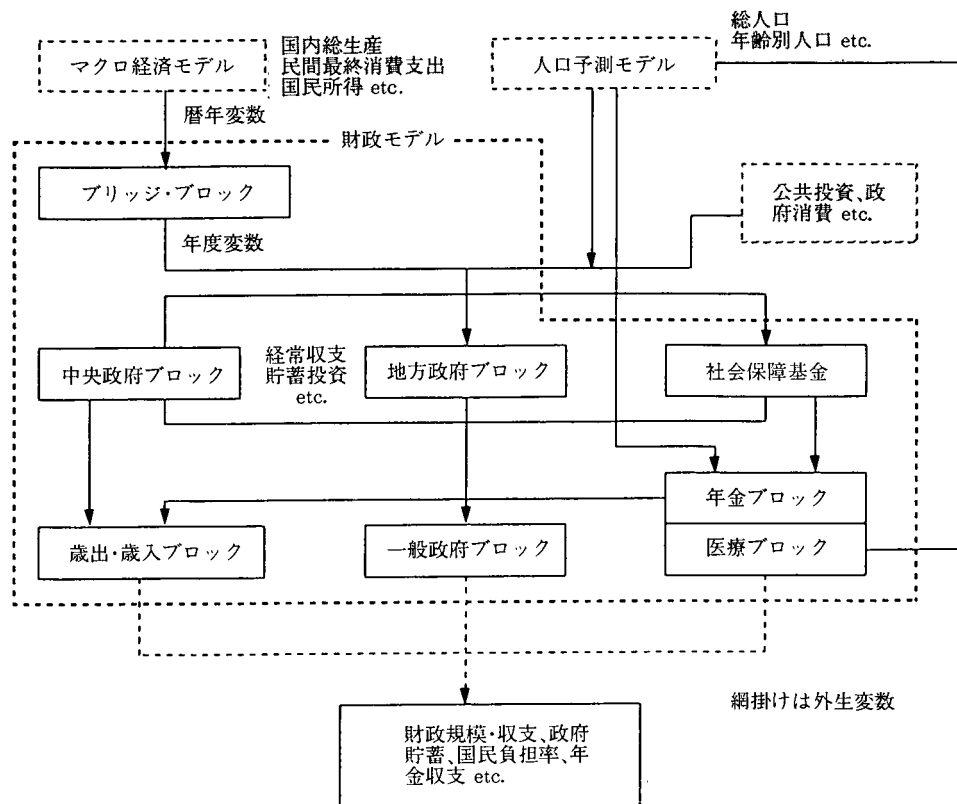 総人口
年齢別人口 etc.
国内総生産
民間最終消費支出
国民所得 etc.
マクロ経済モデル
人口予測モデル
暦年変数
財政モデル
ブリッジ・ブロック
公共投資、政
府消費 etc.
年度変数
経常収支
貯蓄投資
etc.
中央政府ブロック
地方政府ブロック
社会保障基金
年金ブロック
歳出・歳入ブロック
一般政府ブロック
医療ブロック
網掛けは外生変数
財政規模・収支、政府
貯蓄、国民負担率、年
金収支 etc.